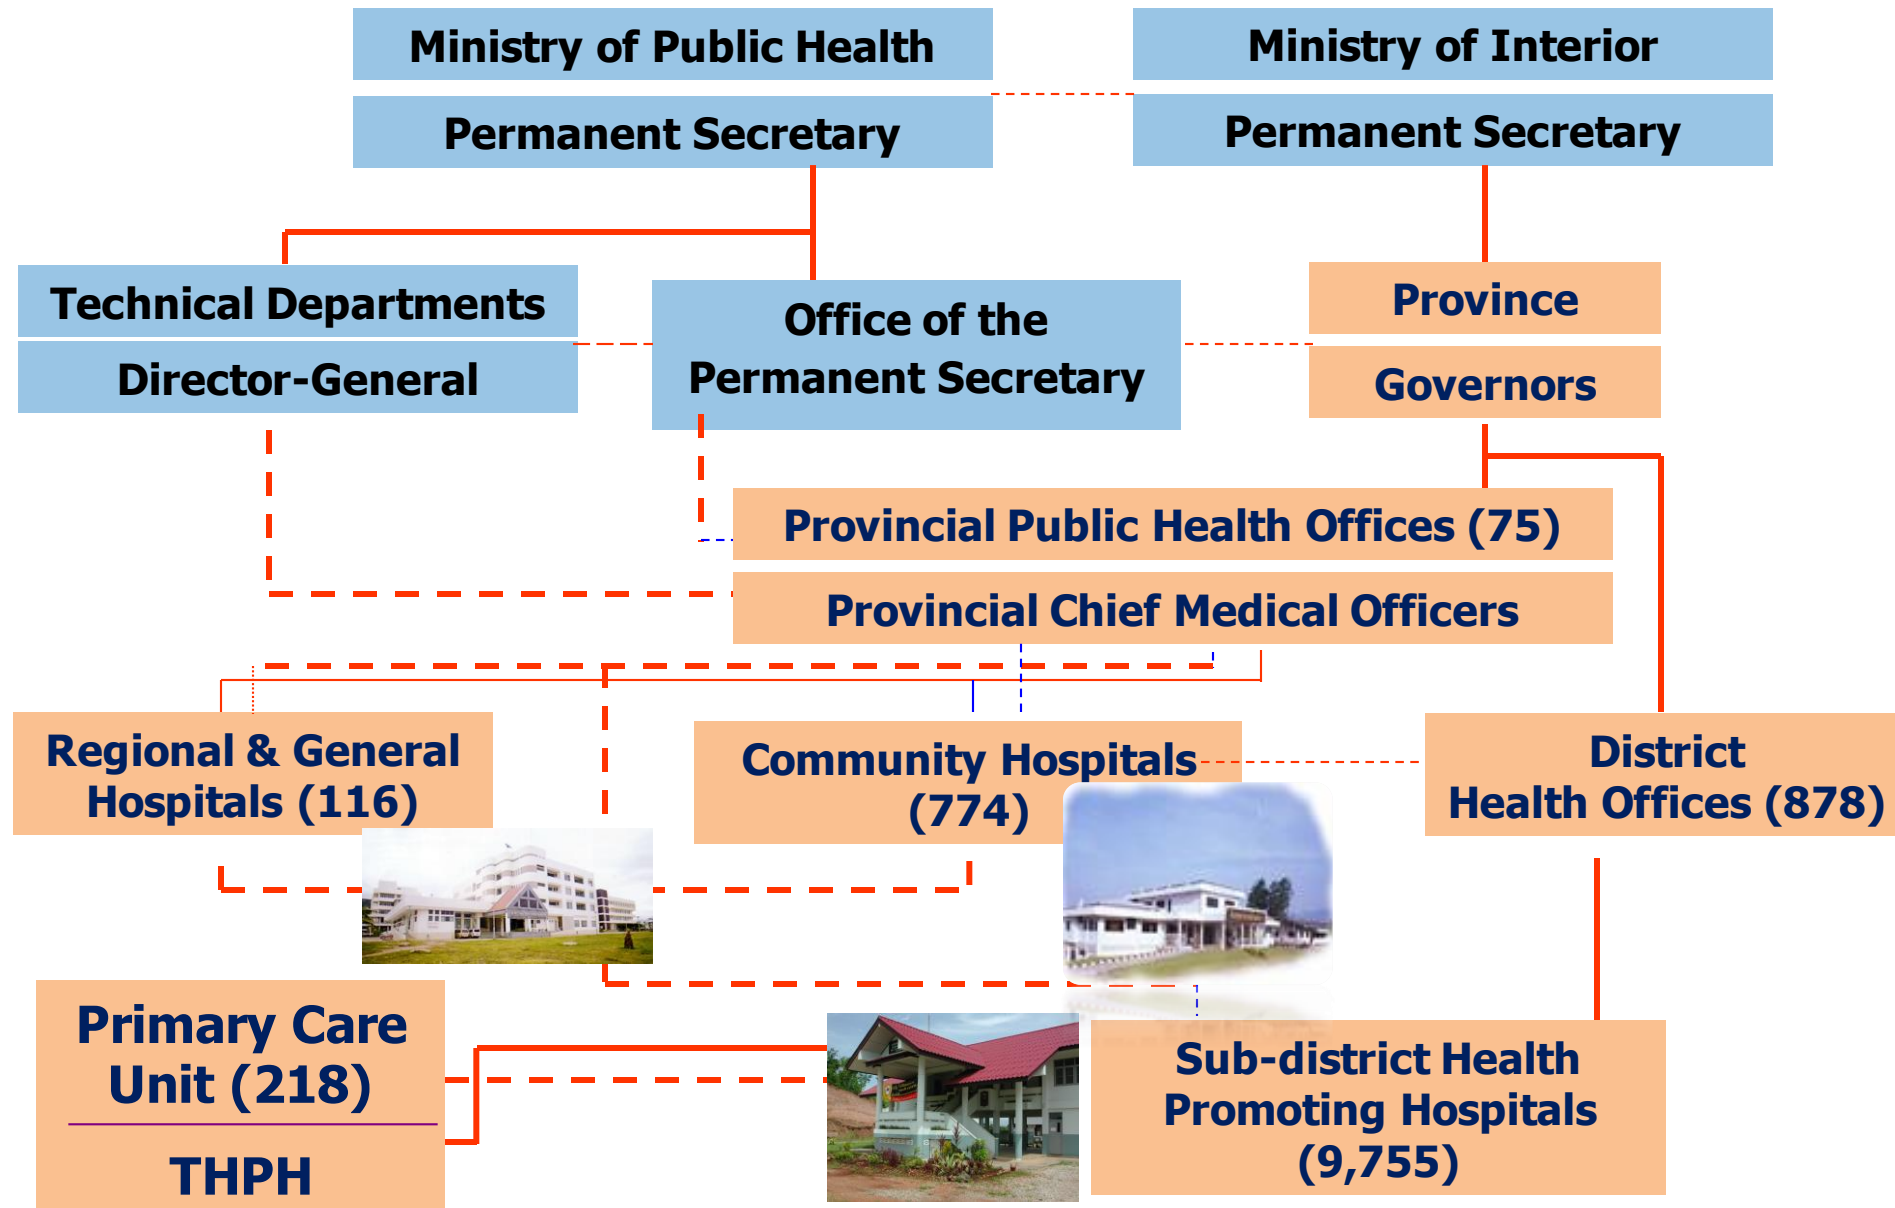 Ministry of Public Health
Ministry of Interior
Permanent Secretary
Permanent Secretary
Technical Departments
Director-General
Office of the
Permanent Secretary
Province
Governors
Provincial Public Health Offices (75)
Provincial Chief Medical Officers
Regional & General
Hospitals (116)
Community Hospitals
(774)
District
Health Offices (878)
Primary Care
Unit (218)
THPH
Sub-district Health
Promoting Hospitals
(9,755)